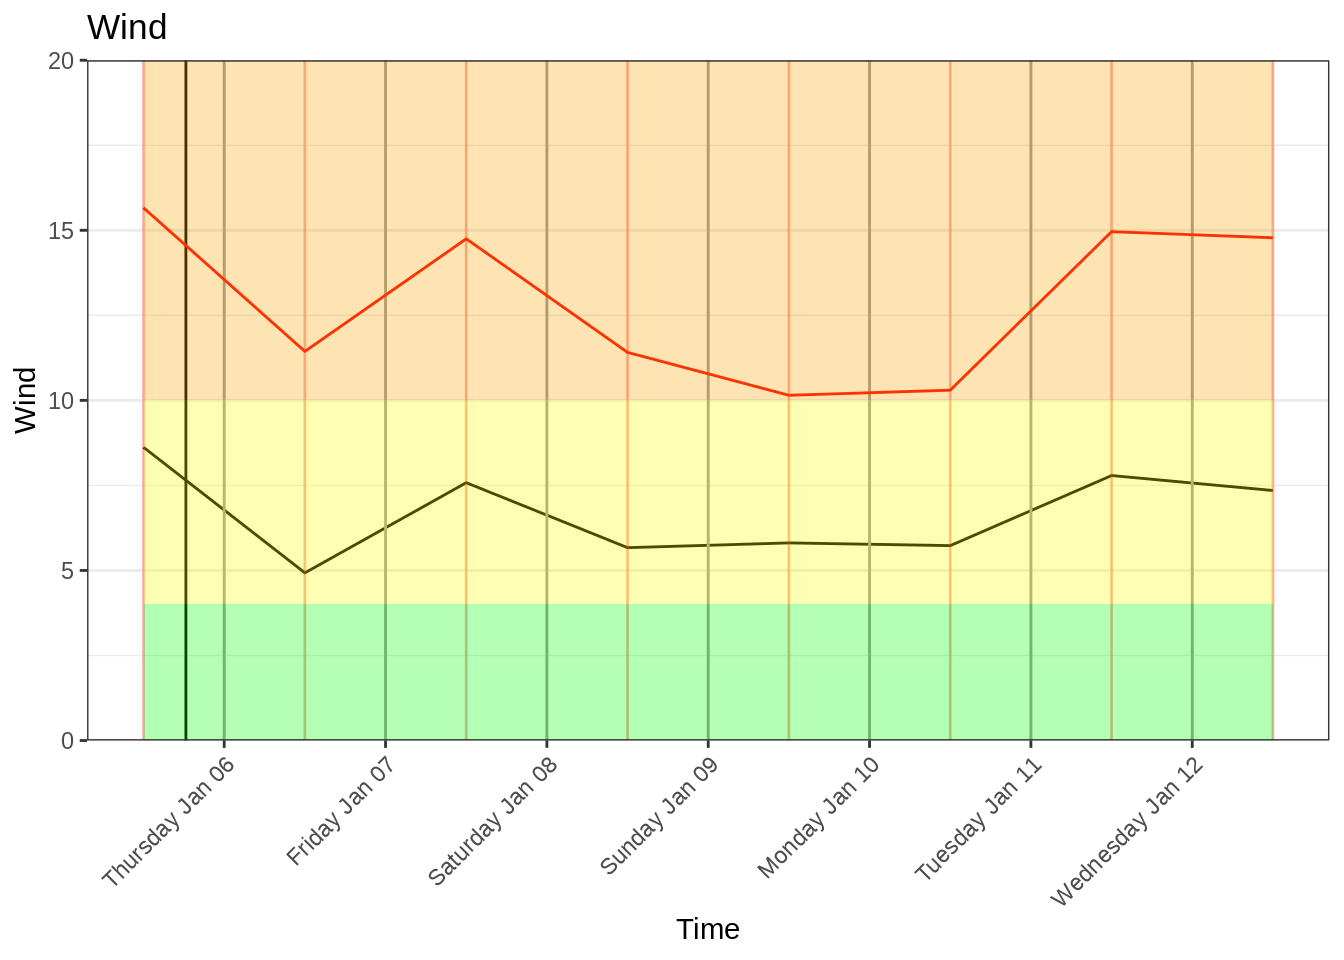 Wind
20
15
10
5
0
Wind
Thursday Jan 06
Friday Jan 07
Saturday Jan 08
Sunday Jan 09
Monday Jan 10
Tuesday Jan 11
Wednesday Jan 12
Time